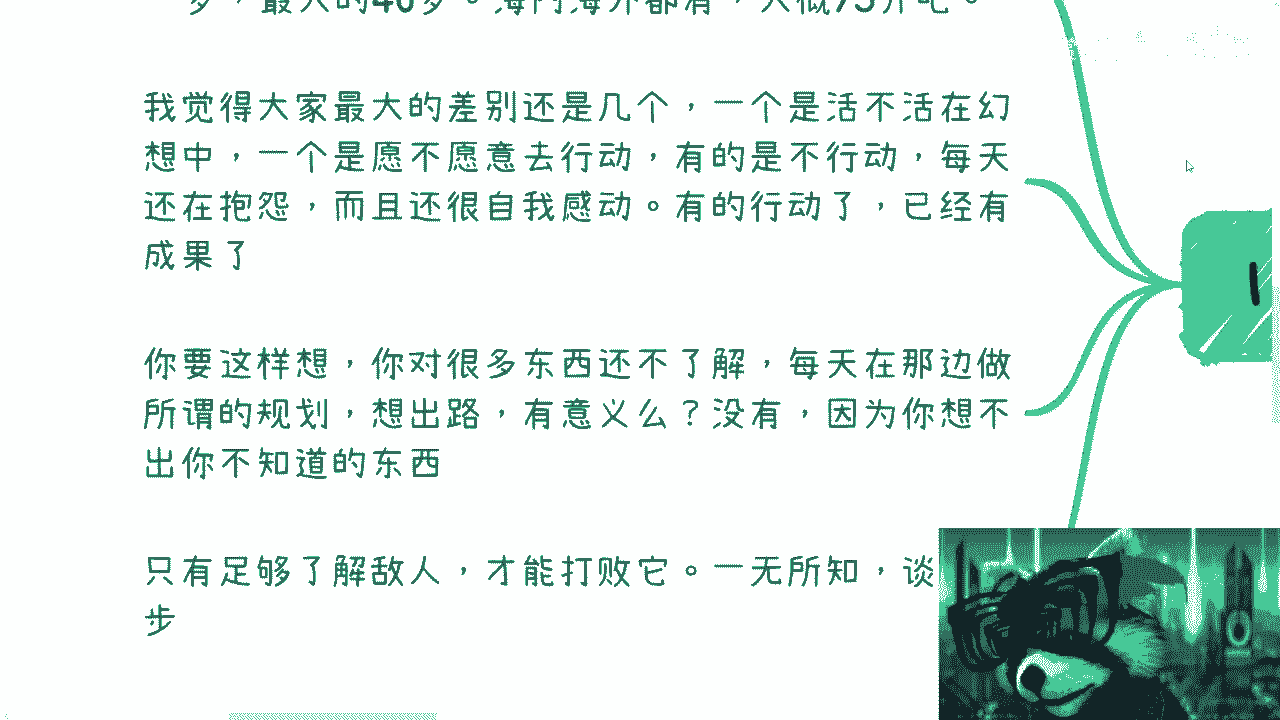 岁，最大的46岁。海内海外都有，大概75开吧。
我觉得大家最大的差别还是几个，一个是活不活在幻
想中，一个是愿不愿意去行动，有的是不行动，每天
还在抱怨，而且还很自我感动。有的行动了，已经有
成果了
你要这样想，你对很多东西还不了解，每天在那边做
所谓的规划，想出路，有意义么？没有，因为你想不
出你不知道的东西
只有足够了解敌人，才能打败它。一无所知，谈
步